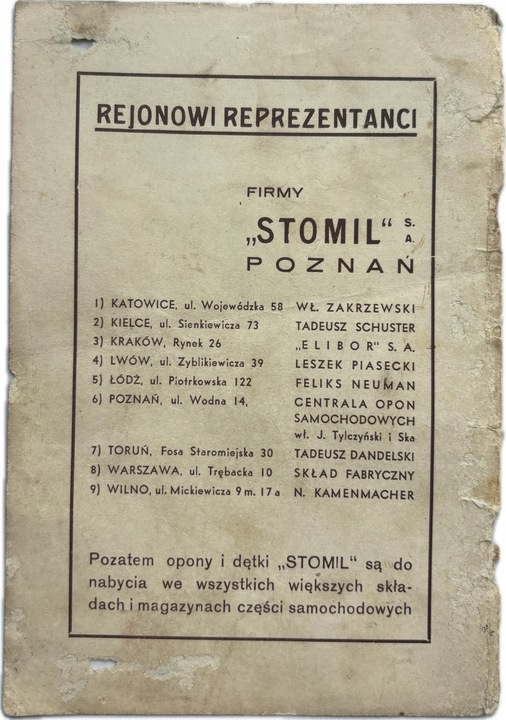 REJONOWI REPREZENTANCI
FIRMY
„STOMIL“ S. A.
POZNAŃ
1) KATOWICE, ul. Wojewódzka 58 WŁ. ZAKRZEWSKI
2) KIELCE, ul. Sienkiewicza 73 TADEUSZ SCHUSTER
3) KRAKÓW, Rynek 26 „ELIBOR“ S. A.
4) LWÓW, ul. Zyblikiewicza 39 LESZEK PIASECKI
5) ŁÓDŹ, ul. Piotrkowska 122 FELIKS NEUMAN
6) POZNAŃ, ul. Wodna 14, CENTRALA OPON
SAMOCHODOWYCH
wł. J. Tylczyński i Ska
7) TORUŃ, Fosa Staromiejska 30 TADEUSZ DANDELSKI
8) WARSZAWA, ul. Trębacka 10 SKŁAD FABRYCZNY
9) WILNO, ul. Mickiewicza 9 m. 17a N. KAMENMACHER
Pozatem opony i dętki „STOMIL“ są do
nabycia we wszystkich większych skła-
dach i magazynach części samochodowych